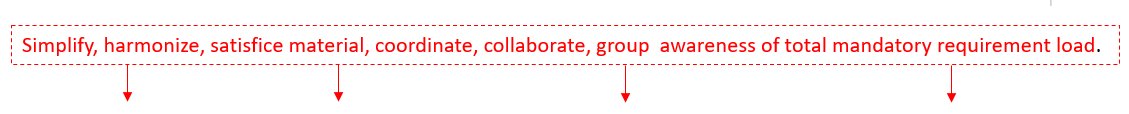 Simplify, harmonize, satisfice material, coordinate, collaborate, group  awareness of total mandatory requirement load.